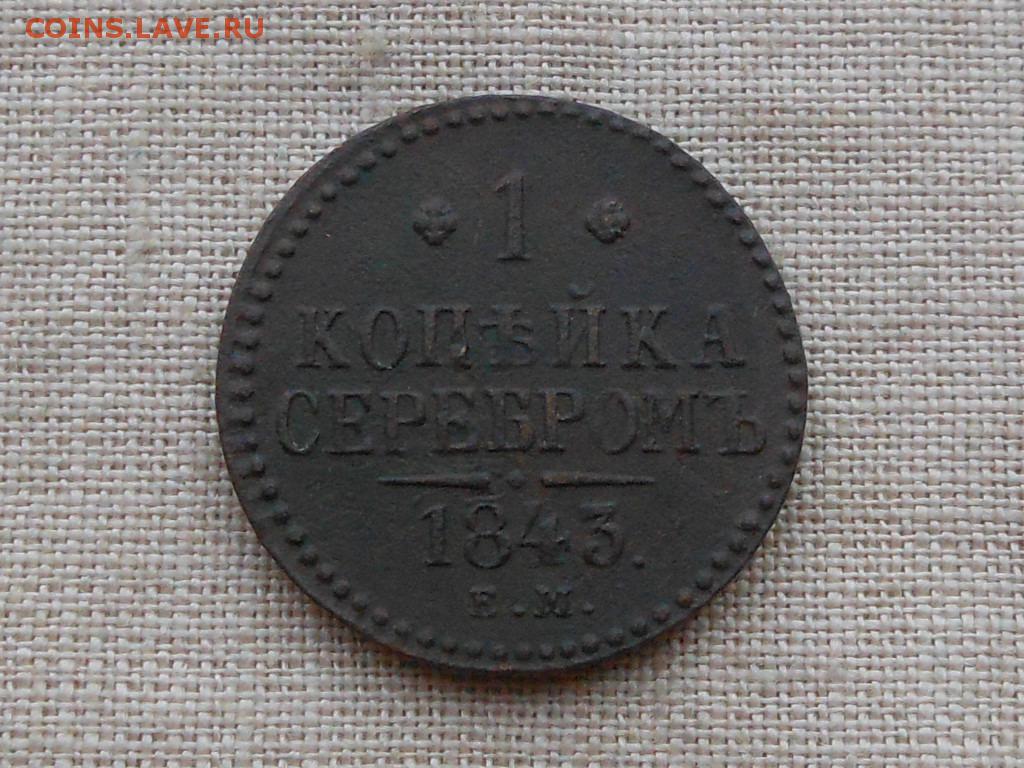 COINS.LAVE.RU
1
КОПѢЙКА
СЕРЕБРОМЪ
1843.
Е.М.